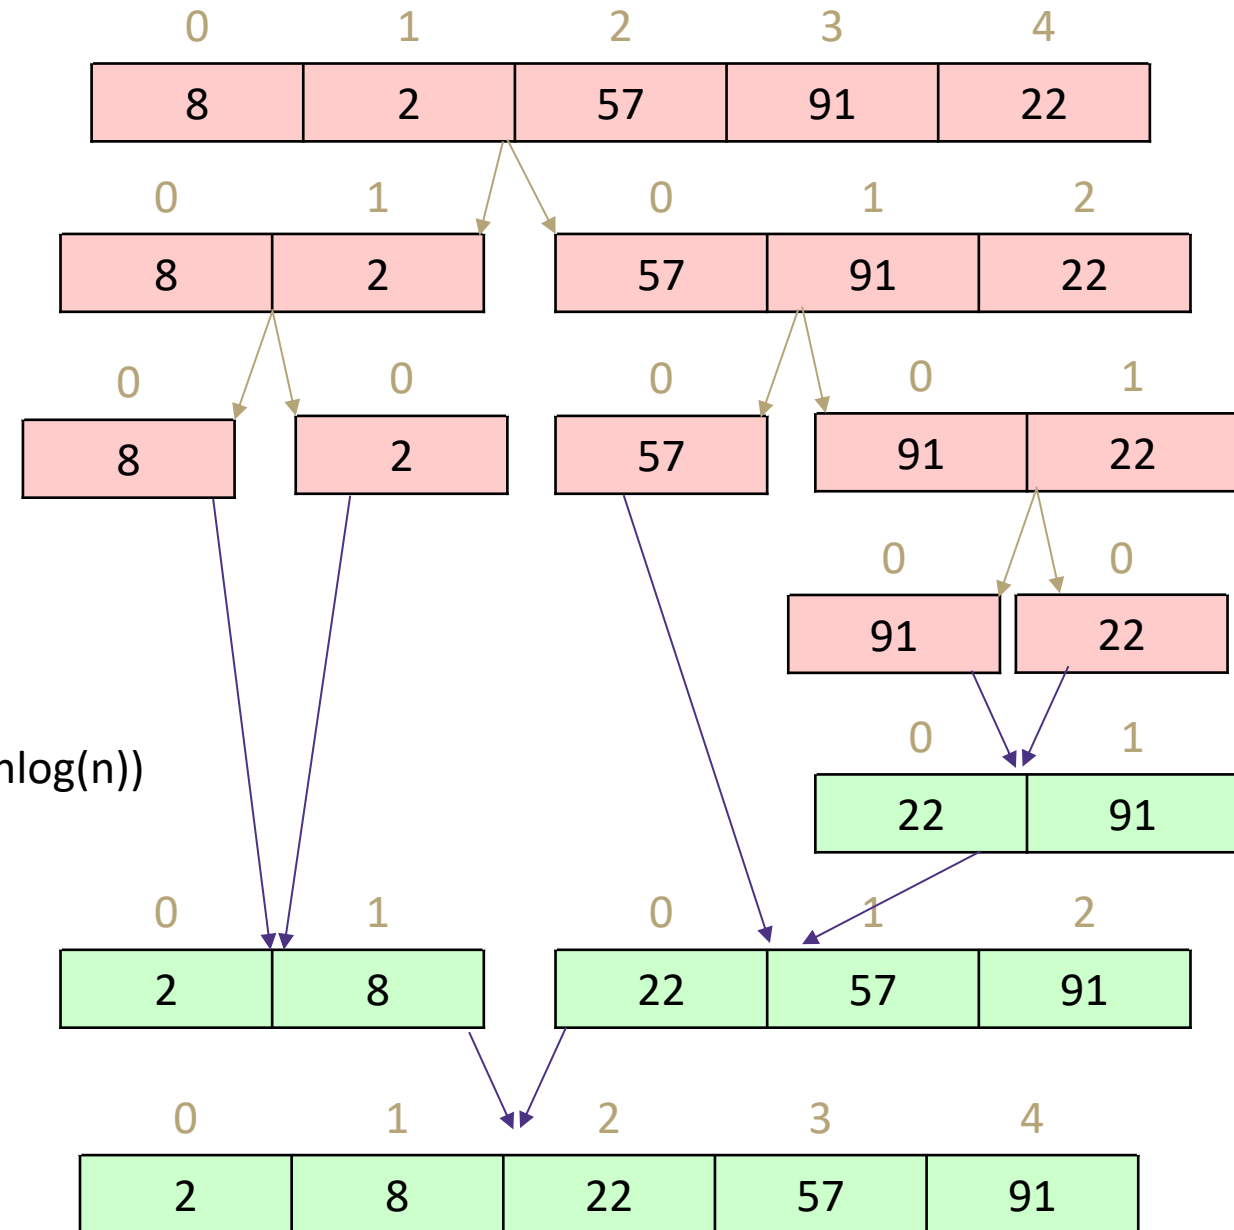 0 1 2 3 4
8 2 57 91 22
0 1 0 1 2
8 2 57 91 22
0 0 0 0 1
8 2 57 91 22
0 0
91 22
0 1
nlog(n))
22 91
0 1 0 1 2
2 8 22 57 91
0 1 2 3 4
2 8 22 57 91